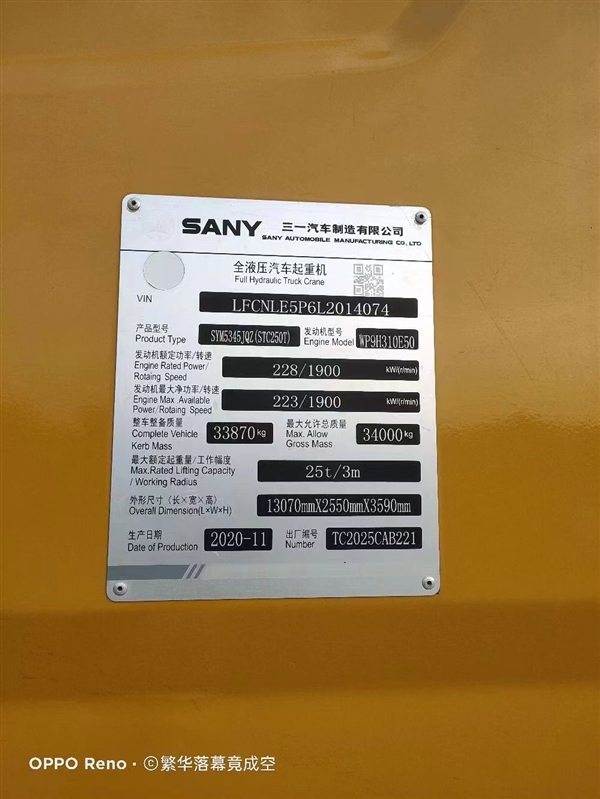 SANY 三一汽车制造有限公司
SANY AUTOMOBILE MANUFACTURING CO., LTD
全液压汽车起重机
Full Hydraulic Truck Crane
VIN LFCNLE5P6L2014074
产品型号 发动机型号
Product Type SYM5345JQZ(STC250T) Engine Model WP9H310E50
发动机额定功率/转速
Engine Rated Power/
Rotaing Speed 228/1900 kW/(r/min)
发动机最大净功率/转速
Engine Max. Available
Power/Rotaing Speed 223/1900 kW/(r/min)
整车整备质量 最大允许总质量
Complete Vehicle 33870kg Max. Allow 34000kg
Kerb Mass Gross Mass
最大额定起重量/工作幅度
Max.Rated Lifting Capacity
/ Working Radius 25t/3m
外形尺寸（长×宽×高）
Overall Dimension(L×W×H) 13070mmX2550mmX3590mm
生产日期 出厂编号
Date of Production 2020-11 Number TC2025CAB221
OPPO Reno · ©繁华落幕竟成空